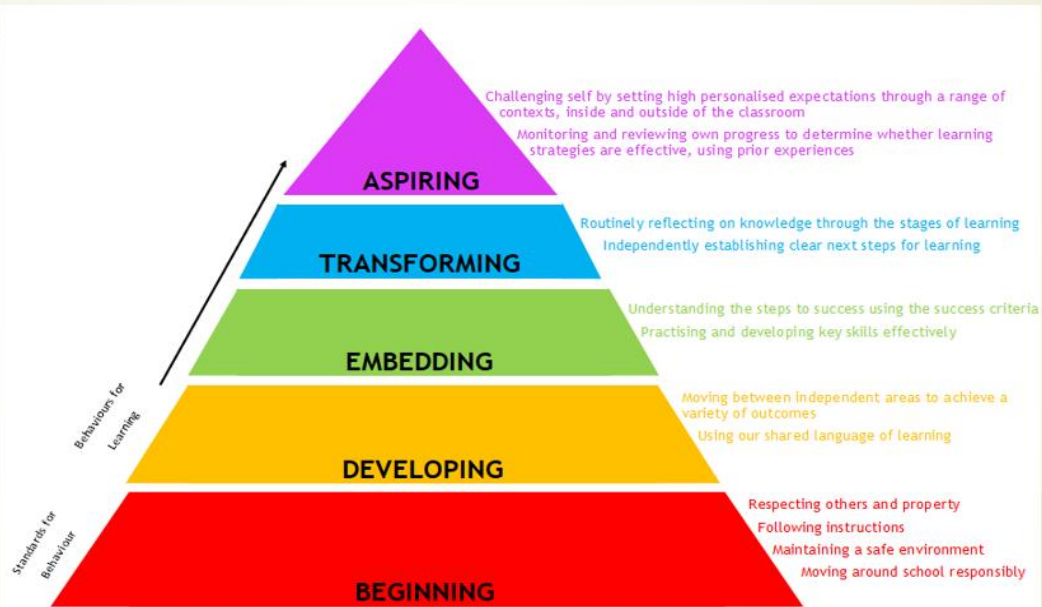 Challenging self by setting high personalised expectations through a range of
contexts, inside and outside of the classroom
Monitoring and reviewing own progress to determine whether learning
strategies are effective, using prior experiences
ASPIRING
Routinely reflecting on knowledge through the stages of learning
Independently establishing clear next steps for learning
TRANSFORMING
Understanding the steps to success using the success criteria
Practising and developing key skills effectively
EMBEDDING
Behaviours for
Learning
Moving between independent areas to achieve a
variety of outcomes
Using our shared language of learning
DEVELOPING
Standards for
Behaviour
Respecting others and property
Following instructions
Maintaining a safe environment
Moving around school responsibly
BEGINNING